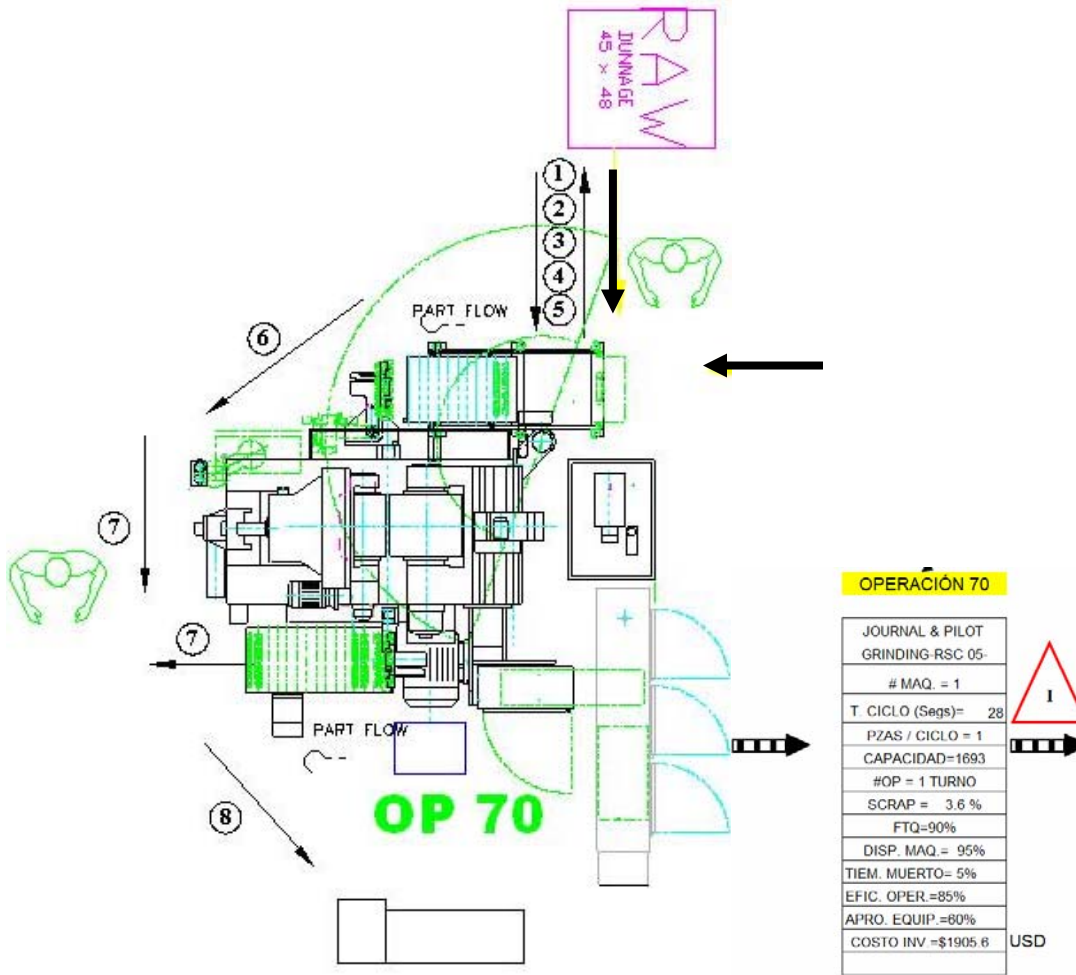 RAW
DUNNAGE
45 x 48
1
2
3
4
5
PART FLOW
6
7
7
PART FLOW
8
OP 70
OPERACIÓN 70
JOURNAL & PILOT
GRINDING-RSC 05-
# MAQ. = 1
T. CICLO (Segs)= 28
PZAS / CICLO = 1
CAPACIDAD=1693
#OP = 1 TURNO
SCRAP = 3.6 %
FTQ=90%
DISP. MAQ.= 95%
TIEM. MUERTO= 5%
EFIC. OPER.=85%
APRO. EQUIP.=60%
COSTO INV.=$1905.6 USD
I